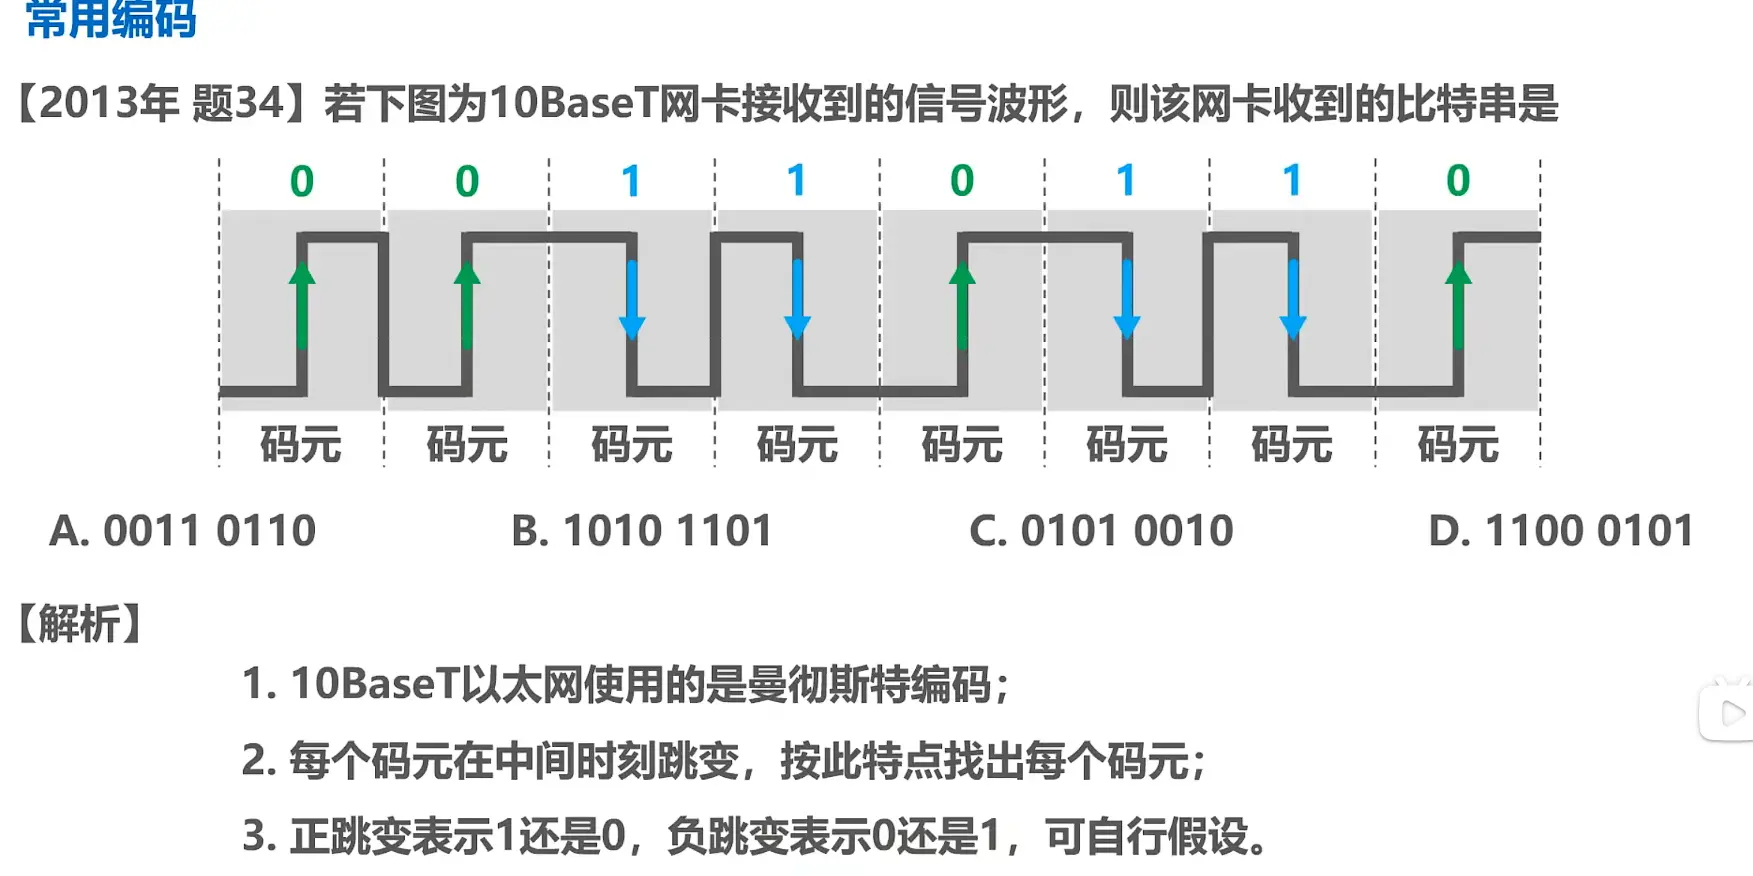 常用编码
【2013年 题34】若下图为10BaseT网卡接收到的信号波形，则该网卡收到的比特串是
0 0 1 1 0 1 1 0
码元 码元 码元 码元 码元 码元 码元 码元
A. 0011 0110 B. 1010 1101 C. 0101 0010 D. 1100 0101
【解析】
1. 10BaseT以太网使用的是曼彻斯特编码；
2. 每个码元在中间时刻跳变，按此特点找出每个码元；
3. 正跳变表示1还是0，负跳变表示0还是1，可自行假设。